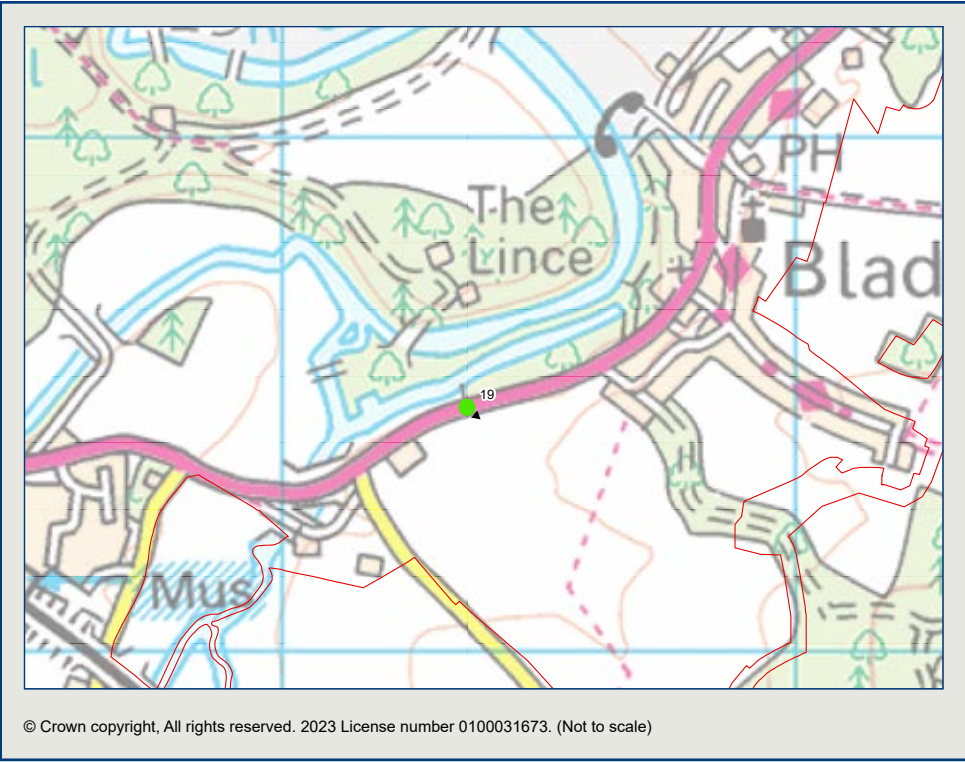 l
PH
The
Lince
Blad
19
H
Mus
© Crown copyright, All rights reserved. 2023 License number 0100031673. (Not to scale)